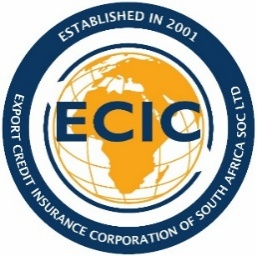 ESTABLISHED IN 2001
ECIC
EXPORT CREDIT INSURANCE CORPORATION OF SOUTH AFRICA SOC LTD